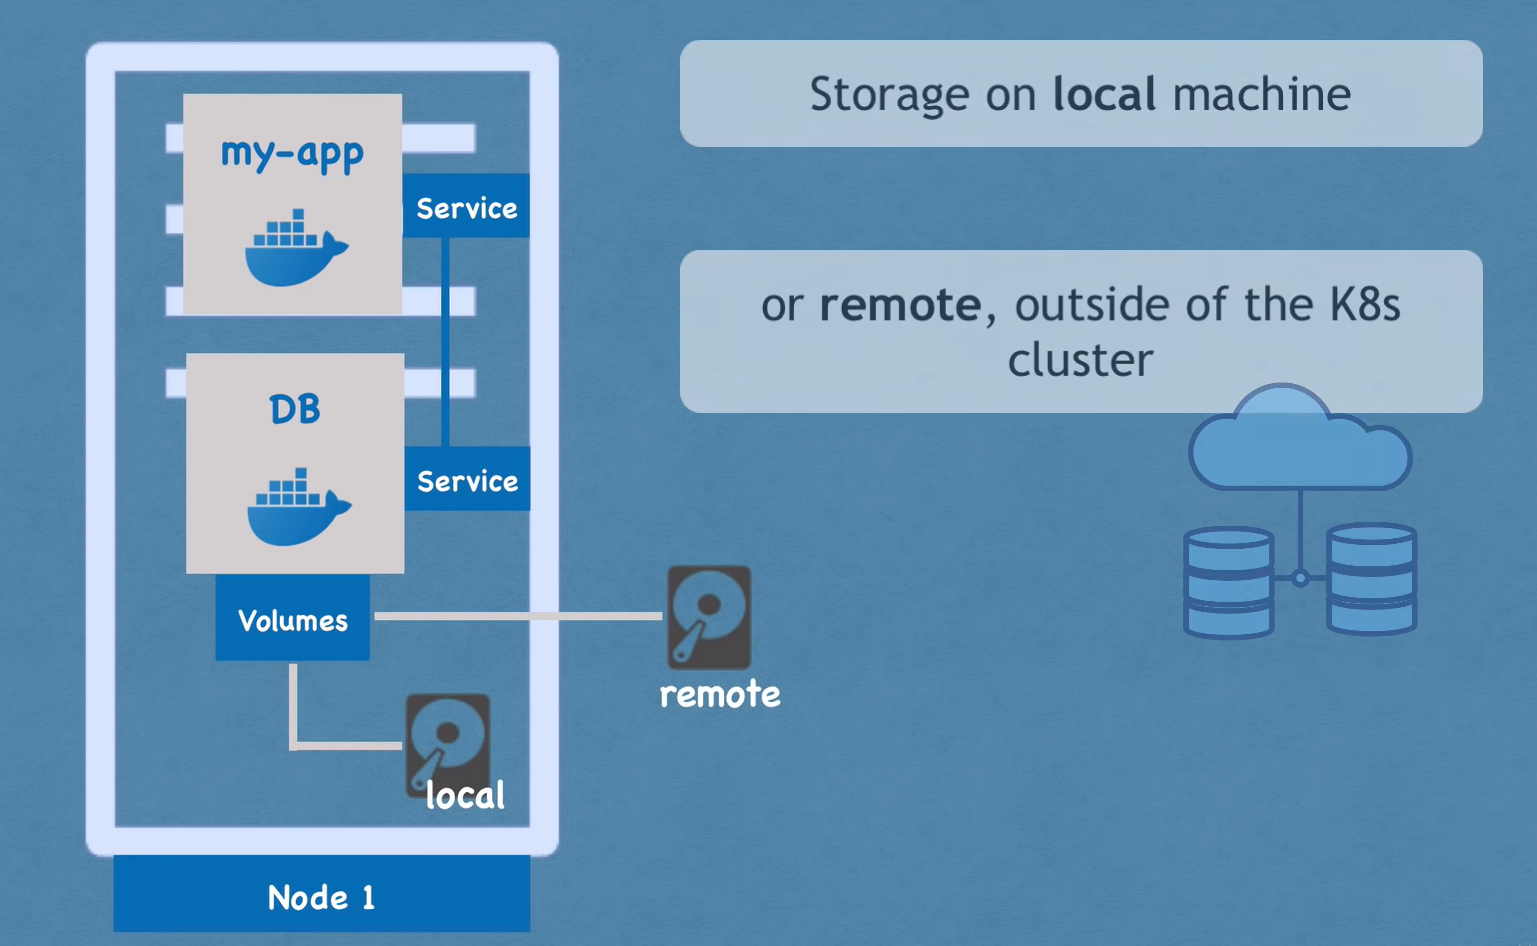 my-app
Service
DB
Service
Volumes
remote
local
Node 1
Storage on local machine
or remote, outside of the K8s
cluster